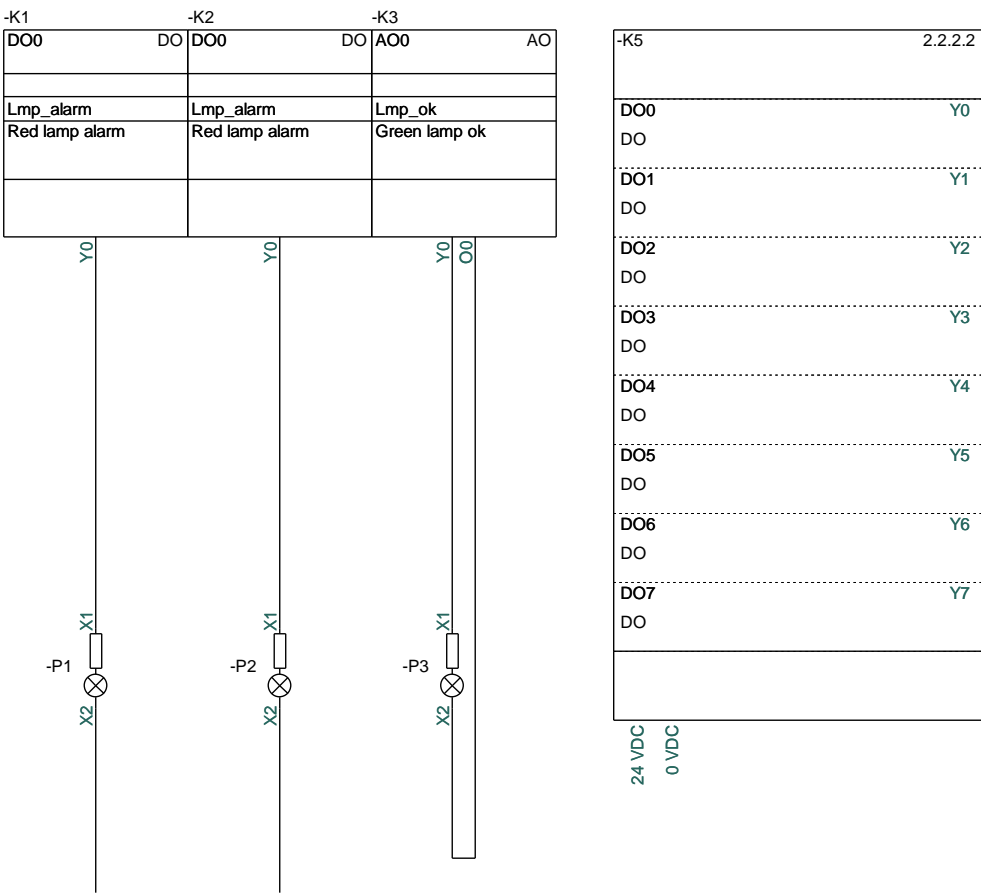 -K1 -K2 -K3
DO0 DO DO0 DO AO0 AO
Lmp_alarm Lmp_alarm Lmp_ok
Red lamp alarm Red lamp alarm Green lamp ok
Y0 Y0 Y0 O0
X1 X1 X1
-P1 -P2 -P3
X2 X2 X2
-K5 2.2.2.2
DO0 Y0
DO
DO1 Y1
DO
DO2 Y2
DO
DO3 Y3
DO
DO4 Y4
DO
DO5 Y5
DO
DO6 Y6
DO
DO7 Y7
DO
24 VDC
0 VDC